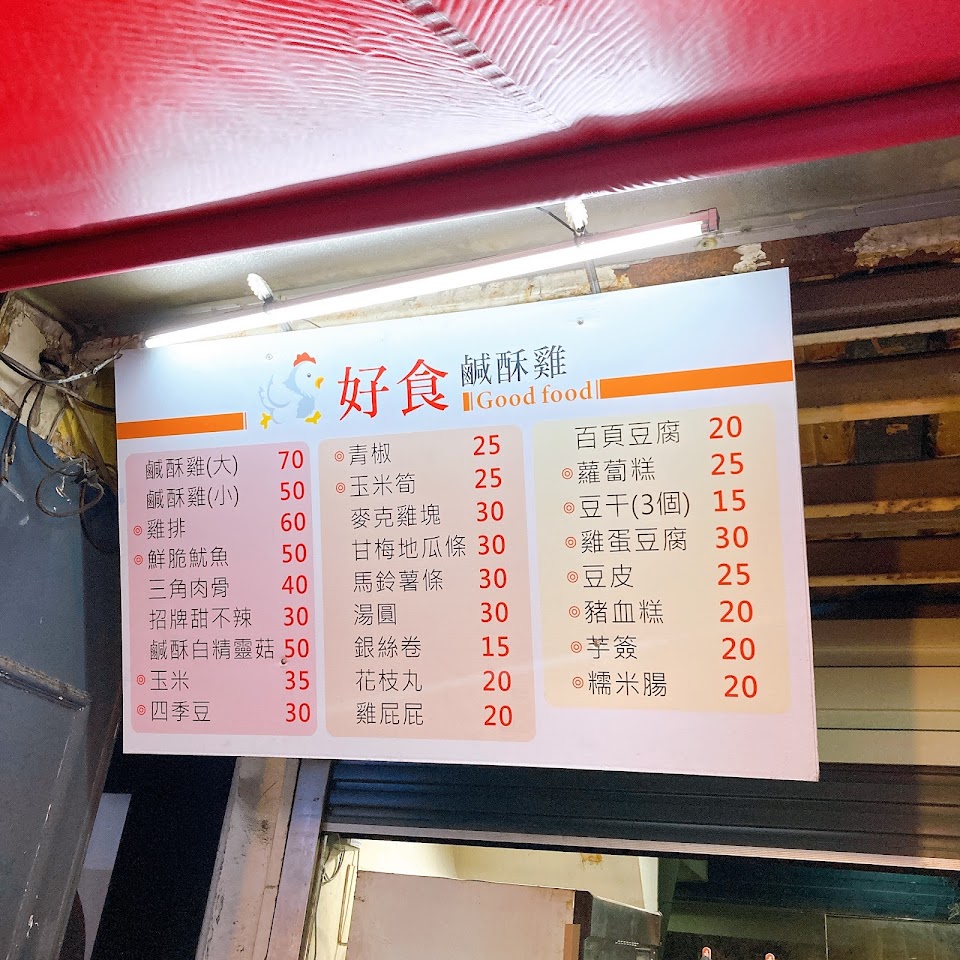 ®
好食 鹹酥雞
Good food
鹹酥雞(大) 70
鹹酥雞(小) 50
◎雞排 60
◎鮮脆魷魚 50
三角肉骨 40
招牌甜不辣 30
鹹酥白精靈菇 50
◎玉米 35
◎四季豆 30
◎青椒 25
◎玉米筍 25
麥克雞塊 30
甘梅地瓜條 30
馬鈴薯條 30
湯圓 30
銀絲卷 15
花枝丸 20
雞屁屁 20
百頁豆腐 20
◎蘿蔔糕 25
◎豆干(3個) 15
◎雞蛋豆腐 30
◎豆皮 25
◎豬血糕 20
◎芋簽 20
◎糯米腸 20